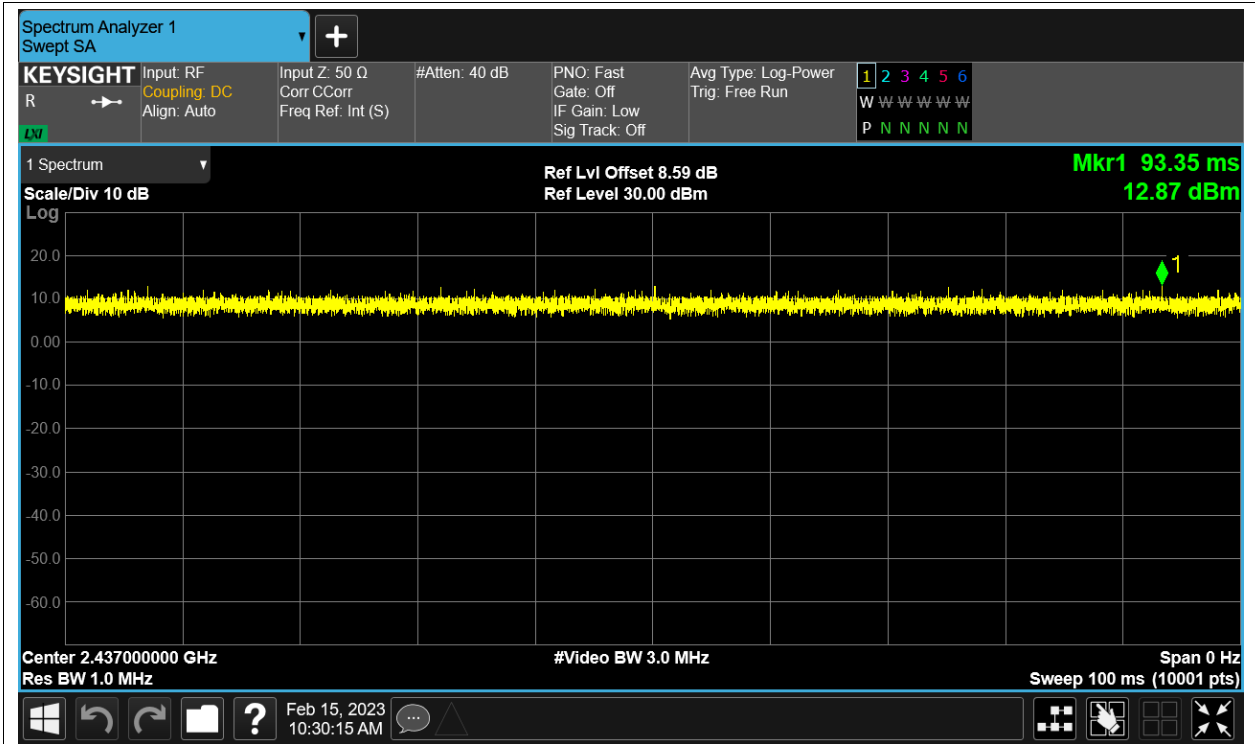 Spectrum Analyzer 1
Swept SA
KEYSIGHT
R
LXI
Input: RF
Coupling: DC
Align: Auto
Input Z: 50 Ω
Corr CCorr
Freq Ref: Int (S)
#Atten: 40 dB
PNO: Fast
Gate: Off
IF Gain: Low
Sig Track: Off
Avg Type: Log-Power
Trig: Free Run
1 2 3 4 5 6
W W W W W W
P N N N N N
1 Spectrum
Scale/Div 10 dB
Log
Ref Lvl Offset 8.59 dB
Ref Level 30.00 dBm
Mkr1 93.35 ms
12.87 dBm
20.0
1
10.0
0.00
-10.0
-20.0
-30.0
-40.0
-50.0
-60.0
Center 2.437000000 GHz
Res BW 1.0 MHz
#Video BW 3.0 MHz
Span 0 Hz
Sweep 100 ms (10001 pts)
?
Feb 15, 2023
10:30:15 AM